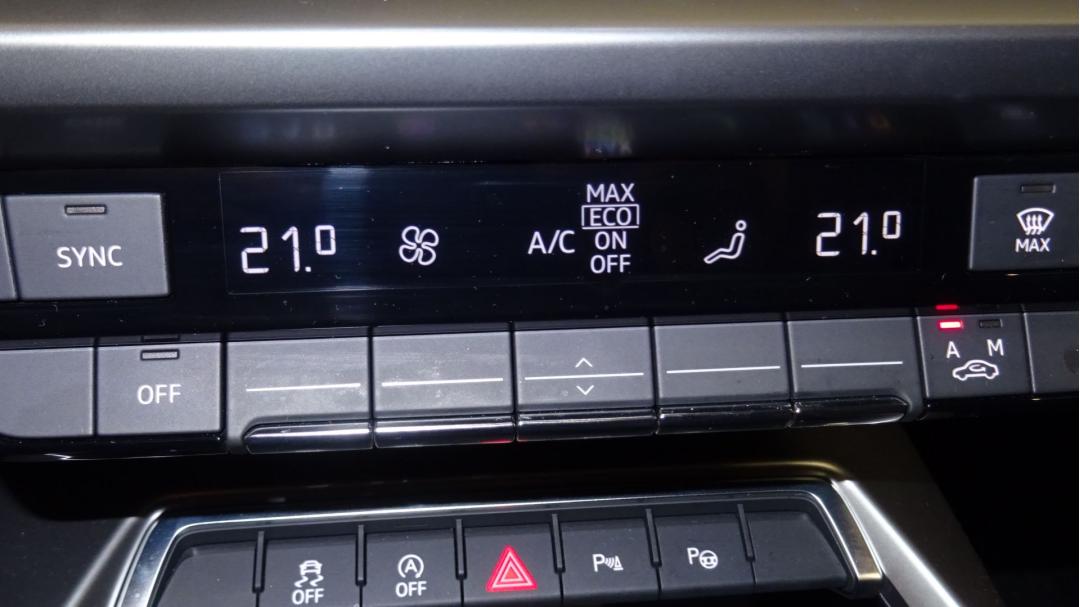 MAX
ECO
SYNC
21.0
A/C
ON
OFF
21.0
MAX
OFF
A M
OFF
A
OFF
P
P